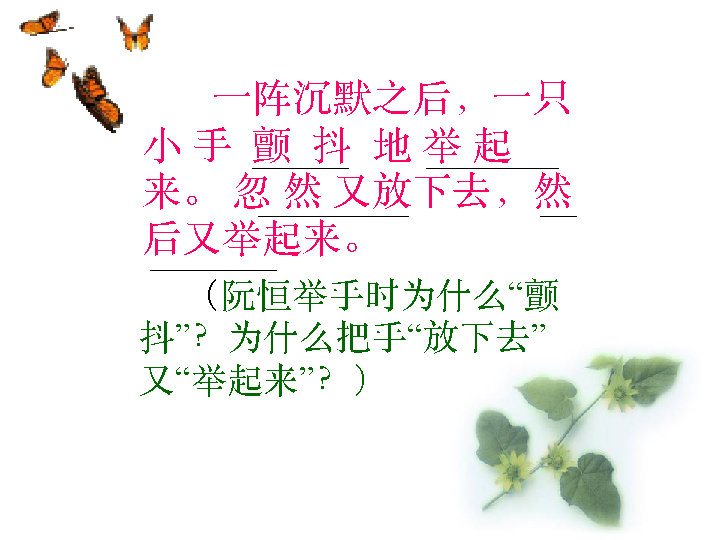 一阵沉默之后，一只
小手颤抖地举起
来。忽然又放下去，然
后又举起来。
（阮恒举手时为什么“颤
抖”？为什么把手“放下去”
又“举起来”？）